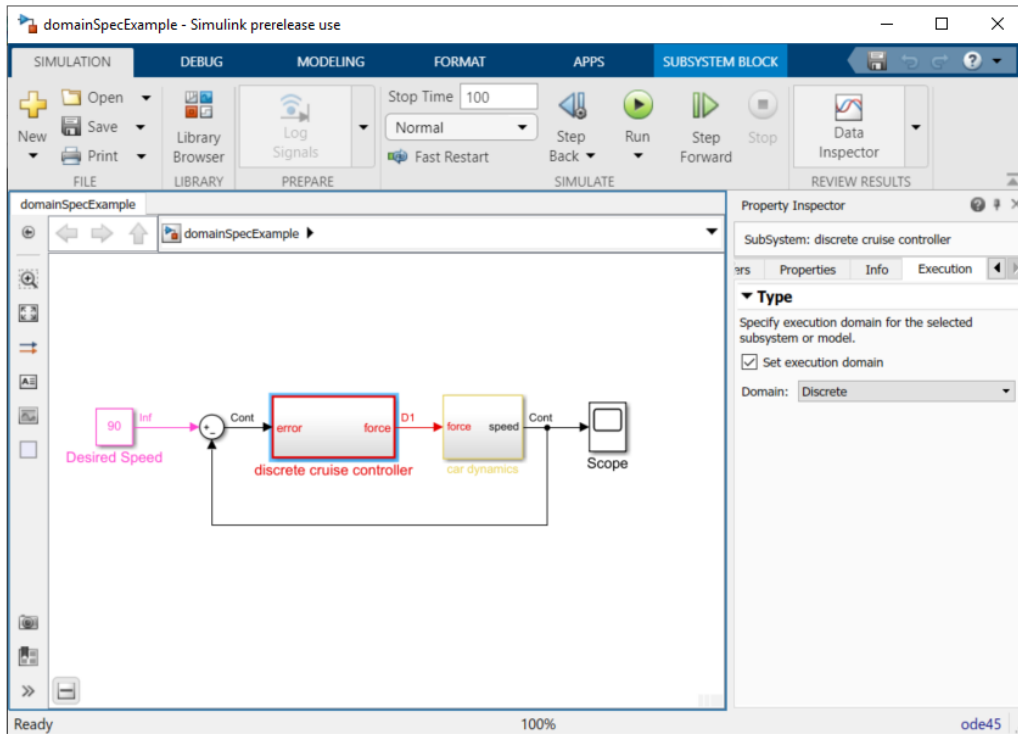 domainSpecExample - Simulink prerelease use
SIMULATION DEBUG MODELING FORMAT APPS SUBSYSTEM BLOCK ?
New
Open
Save
Print
FILE
Library
Browser
LIBRARY
Log
Signals
PREPARE
Stop Time 100
Normal
Fast Restart
Step
Back
Run
Step
Forward
Stop
SIMULATE
Data
Inspector
REVIEW RESULTS
domainSpecExample
domainSpecExample
90
Inf
Desired Speed
+
-
Cont
error force
discrete cruise controller
D1
force speed
car dynamics
Cont
Scope
Property Inspector ?
SubSystem: discrete cruise controller
ers Properties Info Execution
Type
Specify execution domain for the selected
subsystem or model.
Set execution domain
Domain: Discrete
Ready 100% ode45